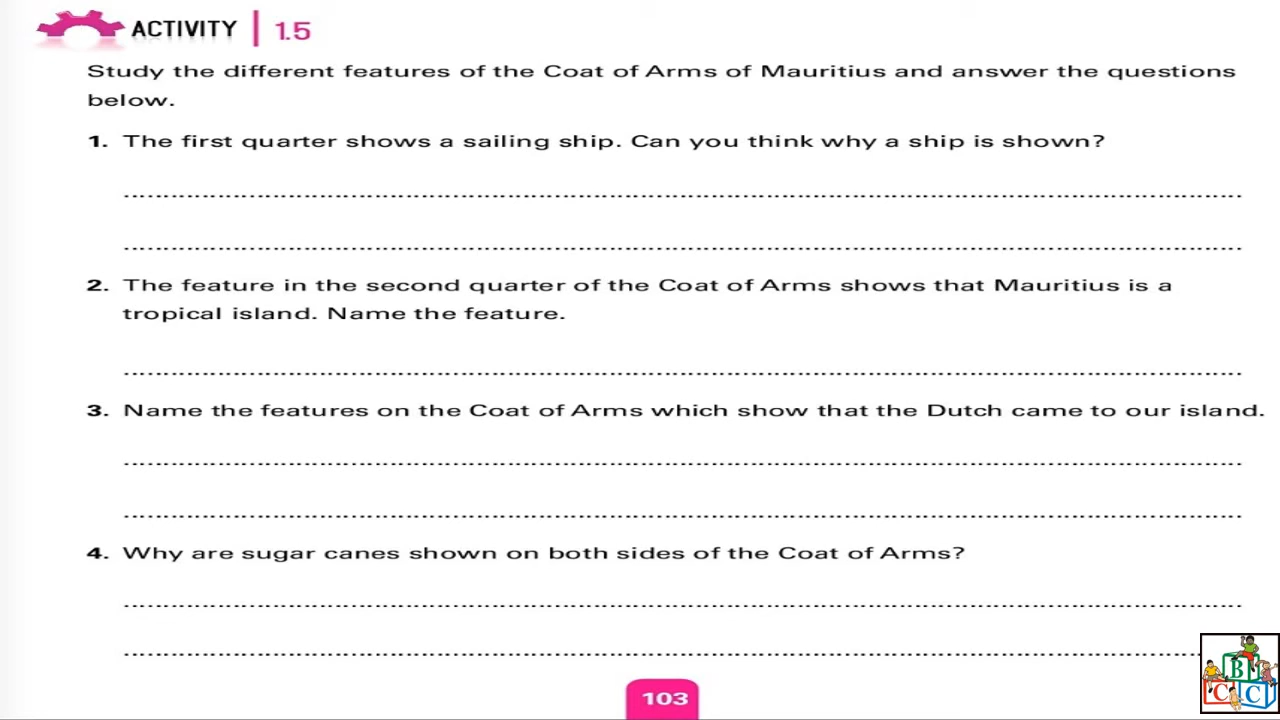 ACTIVITY | 1.5
Study the different features of the Coat of Arms of Mauritius and answer the questions
below.
1. The first quarter shows a sailing ship. Can you think why a ship is shown?
2. The feature in the second quarter of the Coat of Arms shows that Mauritius is a
tropical island. Name the feature.
3. Name the features on the Coat of Arms which show that the Dutch came to our island.
4. Why are sugar canes shown on both sides of the Coat of Arms?
103
B
C C